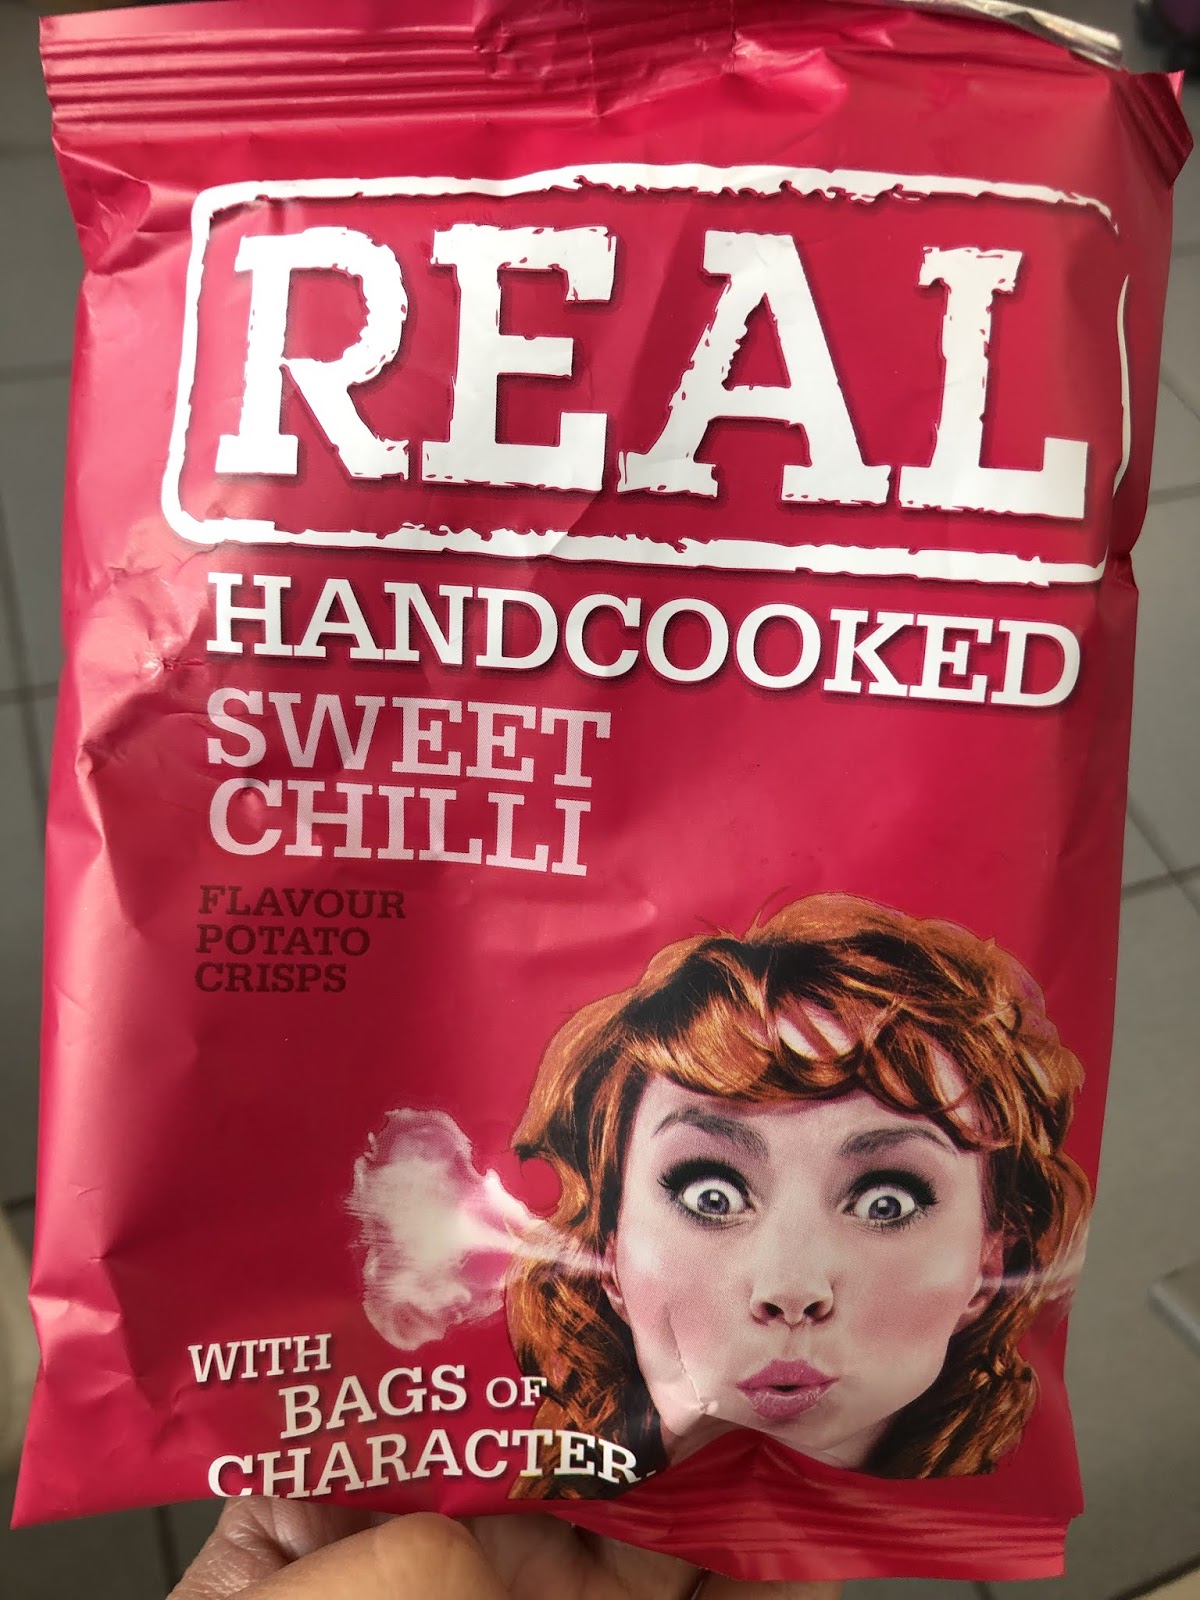 REAL
HANDCOOKED
SWEET
CHILLI
FLAVOUR
POTATO
CRISPS
WITH
BAGS OF
CHARACTER.